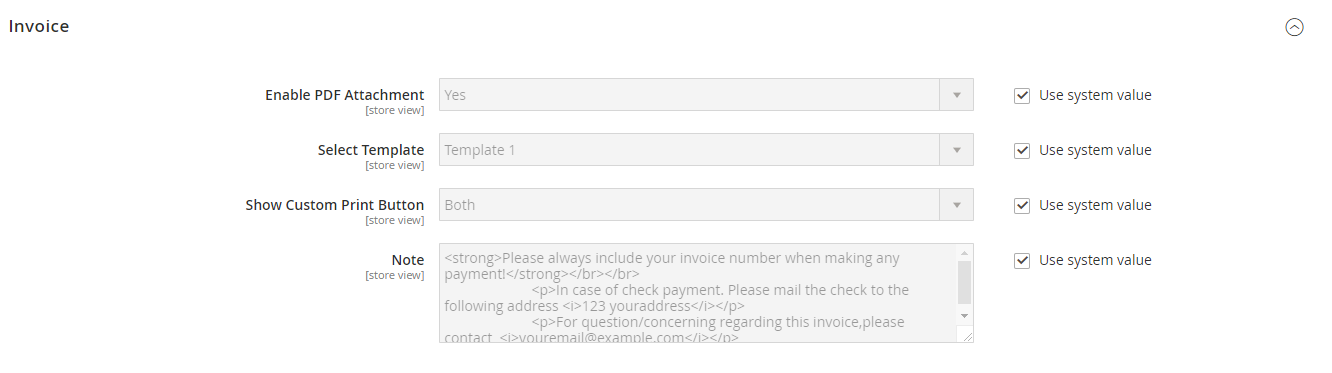 Invoice
Enable PDF Attachment
[store view]
Yes
Use system value
Select Template
[store view]
Template 1
Use system value
Show Custom Print Button
[store view]
Both
Use system value
Note
[store view]
<strong>Please always include your invoice number when making any
payment!</strong></br></br>
<p>In case of check payment. Please mail the check to the
following address <i>123 youraddress</i></p>
<p>For question/concerning regarding this invoice,please
contact <i>youremail@example.com</i></p>
Use system value